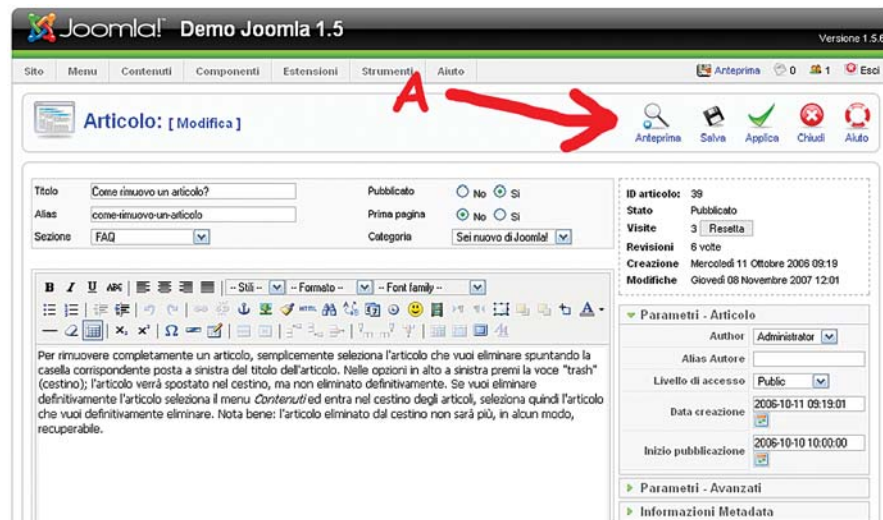 Joomla! Demo Joomla 1.5
Versione 1.5.6
Sito Menu Contenuti Componenti Estensioni Strumenti Aiuto Anteprima 0 1 Esci
A
Articolo: [ Modifica ]
Anteprima Salva Applica Chiudi Aiuto
Titolo Come rimuovo un articolo? Pubblicato No Si
Alias come-rimuovo-un-articolo Prima pagina No Si
Sezione FAQ Categoria Sei nuovo di Joomla!
ID articolo: 39
Stato Pubblicato
Visite 3 Resetta
Revisioni 6 volte
Creazione Mercoledì 11 Ottobre 2006 09:19
Modifiche Giovedì 08 Novembre 2007 12:01
B I U ABC -- Stili -- -- Formato -- -- Font family --
HTML
Per rimuovere completamente un articolo, semplicemente seleziona l'articolo che vuoi eliminare spuntando la
casella corrispondente posta a sinistra del titolo dell'articolo. Nelle opzioni in alto a sinistra premi la voce "trash"
(cestino); l'articolo verrà spostato nel cestino, ma non eliminato definitivamente. Se vuoi eliminare
definitivamente l'articolo seleziona il menu Contenuti ed entra nel cestino degli articoli, seleziona quindi l'articolo
che vuoi definitivamente eliminare. Nota bene: l'articolo eliminato dal cestino non sarà più, in alcun modo,
recuperabile.
Parametri - Articolo
Author Administrator
Alias Autore
Livello di accesso Public
Data creazione 2006-10-11 09:19:01
Inizio pubblicazione 2006-10-10 10:00:00
Parametri - Avanzati
Informazioni Metadata